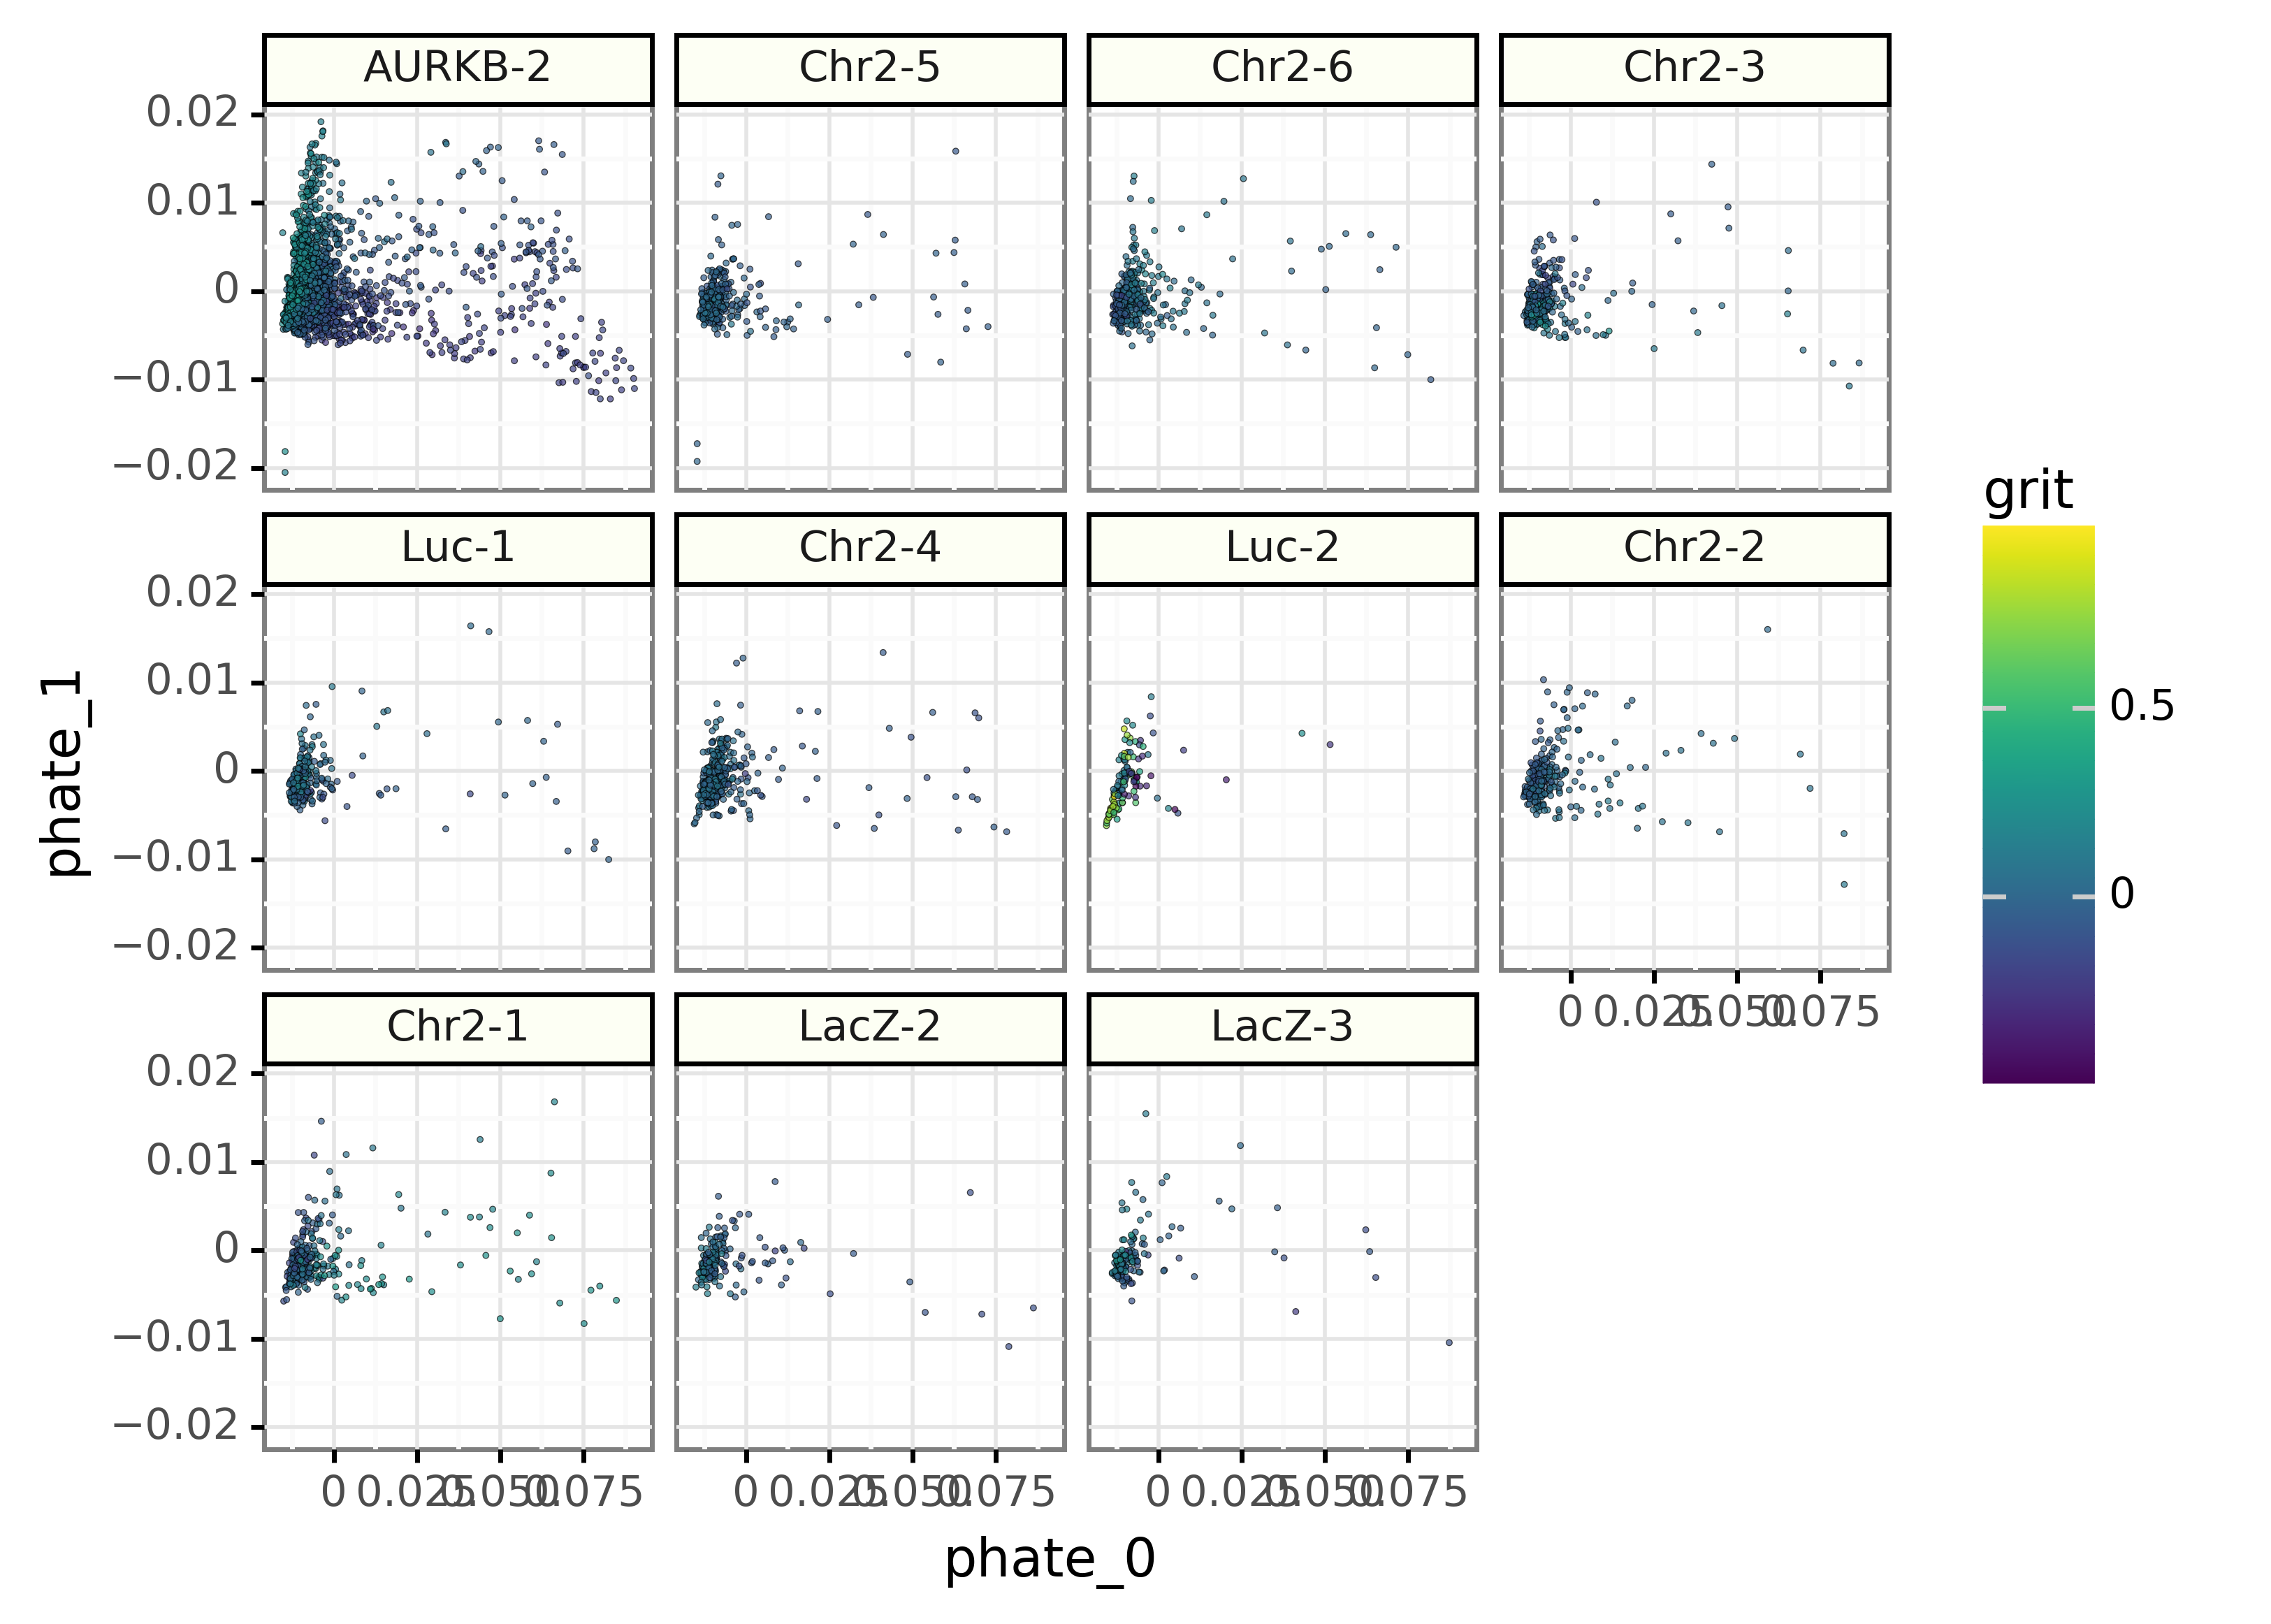 AURKB-2 Chr2-5 Chr2-6 Chr2-3
0.02
0.01
0
−0.01
−0.02
Luc-1 Chr2-4 Luc-2 Chr2-2
0.02
0.01
0
−0.01
−0.02
0 0.025 0.050 0.075
Chr2-1 LacZ-2 LacZ-3
0.02
0.01
0
−0.01
−0.02
0 0.025 0.050 0.075 0 0.025 0.050 0.075 0 0.025 0.050 0.075
phate_0
phate_1
grit
0.5
0